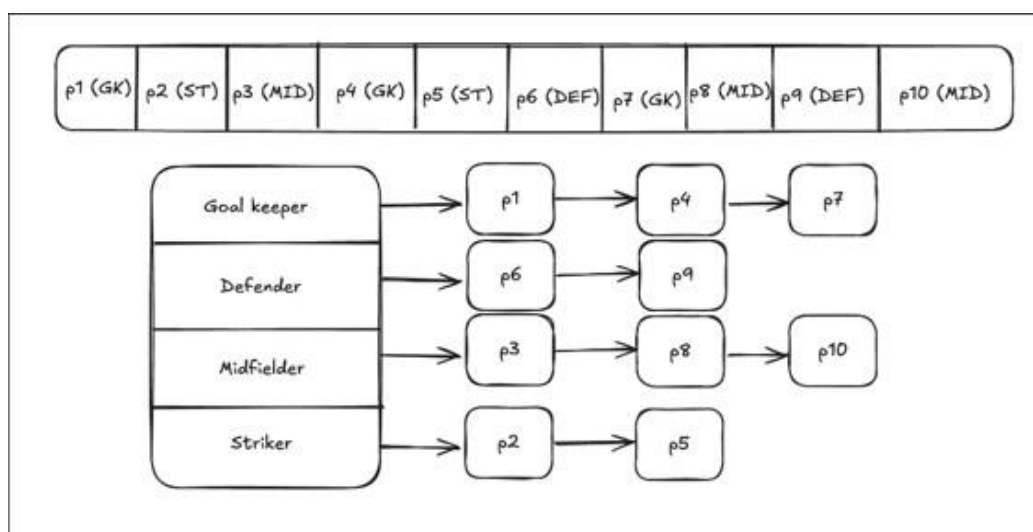 p1 (GK) p2 (ST) p3 (MID) p4 (GK) p5 (ST) p6 (DEF) p7 (GK) p8 (MID) p9 (DEF) p10 (MID)
Goal keeper p1 p4 p7
Defender p6 p9
Midfielder p3 p8 p10
Striker p2 p5